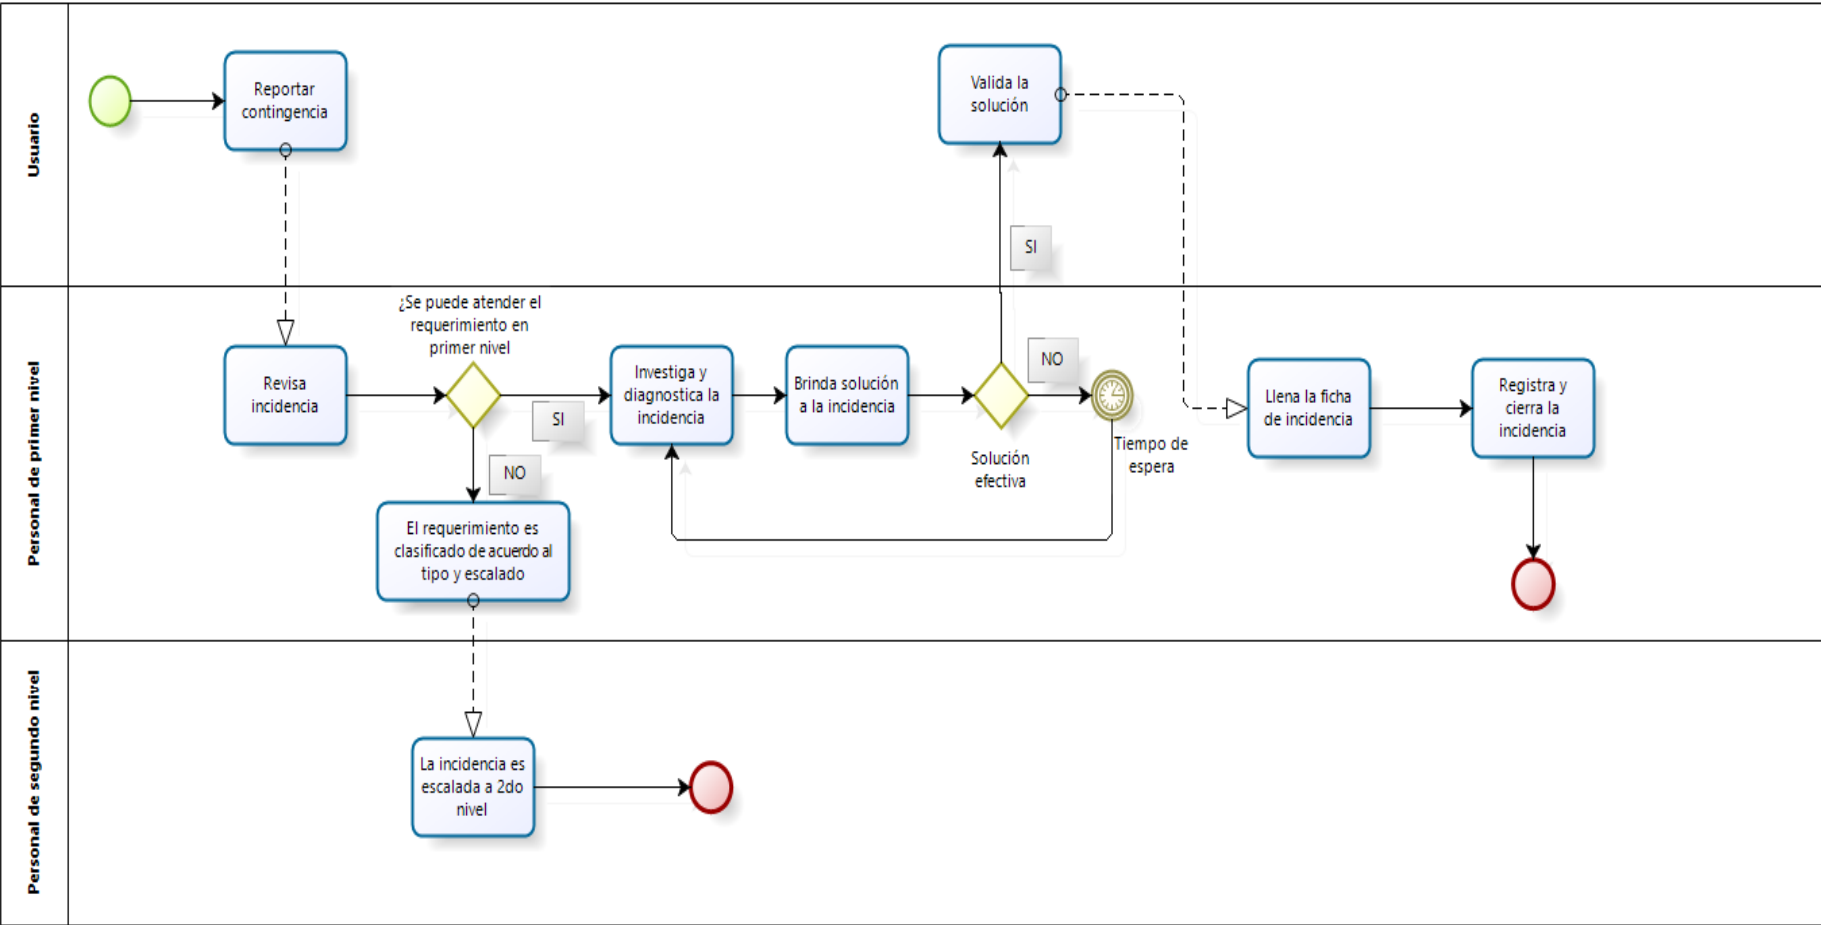 Usuario
Reportar
contingencia
Valida la
solución
SI
Personal de primer nivel
¿Se puede atender el
requerimiento en
primer nivel
Revisa
incidencia
SI
NO
Investiga y
diagnostica la
incidencia
Brinda solución
a la incidencia
Solución
efectiva
NO
Tiempo de
espera
Llena la ficha
de incidencia
Registra y
cierra la
incidencia
El requerimiento es
clasificado de acuerdo al
tipo y escalado
Personal de segundo nivel
La incidencia es
escalada a 2do
nivel